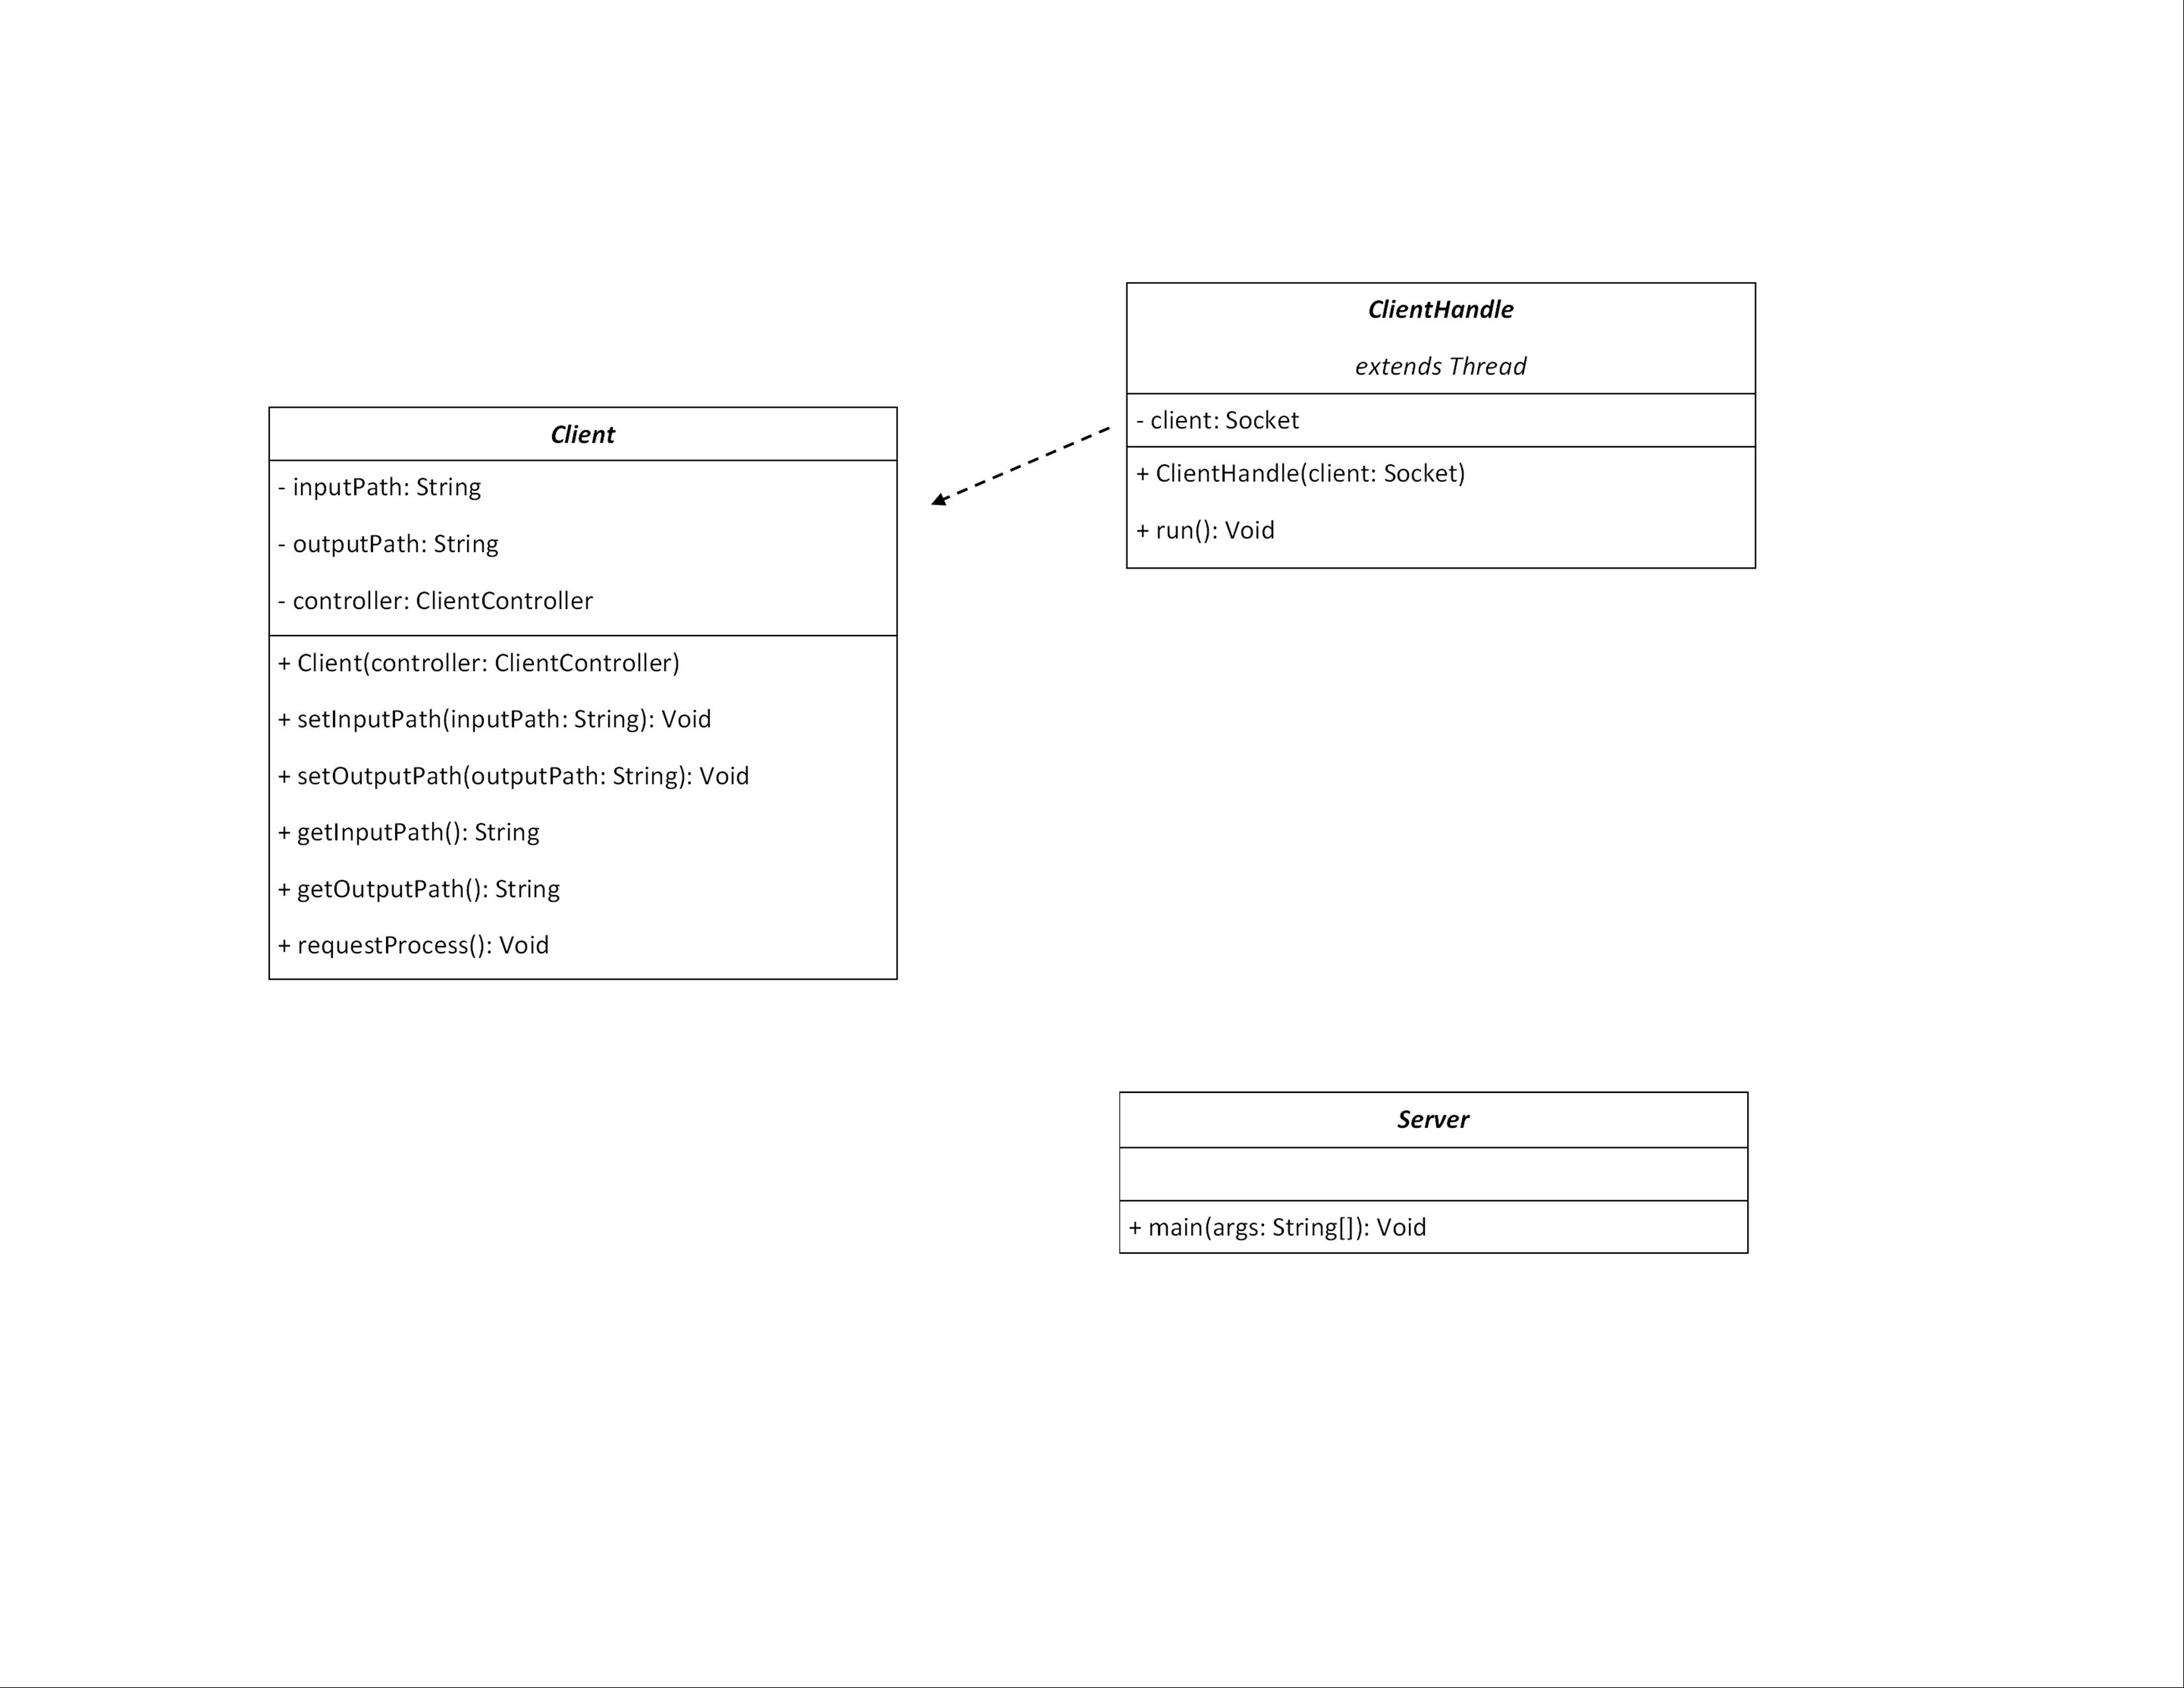 Client
- inputPath: String
- outputPath: String
- controller: ClientController
+ Client(controller: ClientController)
+ setInputPath(inputPath: String): Void
+ setOutputPath(outputPath: String): Void
+ getInputPath(): String
+ getOutputPath(): String
+ requestProcess(): Void
ClientHandle
extends Thread
- client: Socket
+ ClientHandle(client: Socket)
+ run(): Void
Server
+ main(args: String[]): Void